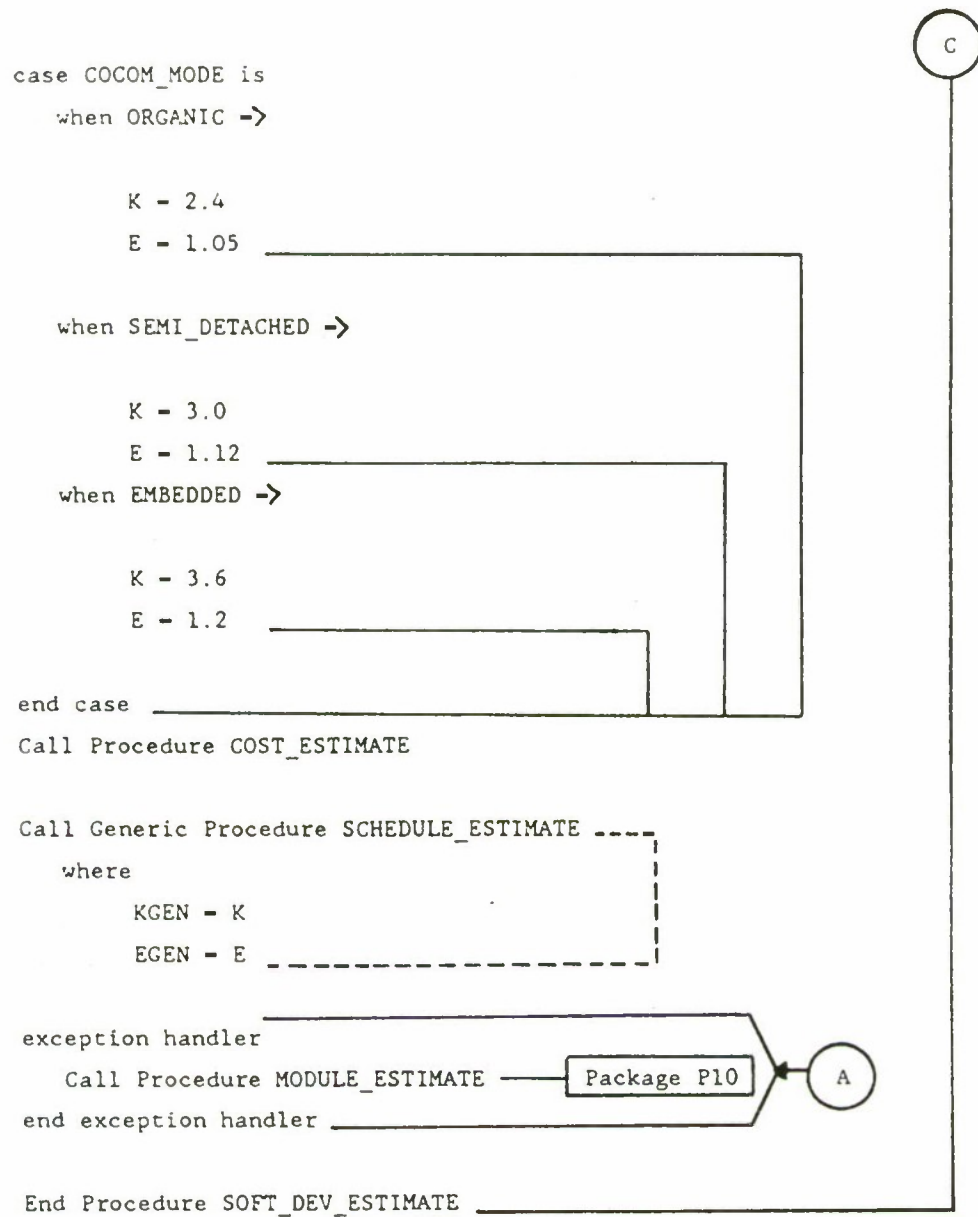 C
case COCOM_MODE is
when ORGANIC ->
K = 2.4
E = 1.05
when SEMI_DETACHED ->
K = 3.0
E = 1.12
when EMBEDDED ->
K = 3.6
E = 1.2
end case
Call Procedure COST_ESTIMATE
Call Generic Procedure SCHEDULE_ESTIMATE
where
KGEN = K
EGEN = E
exception handler
Call Procedure MODULE_ESTIMATE Package P10 A
end exception handler
End Procedure SOFT_DEV_ESTIMATE